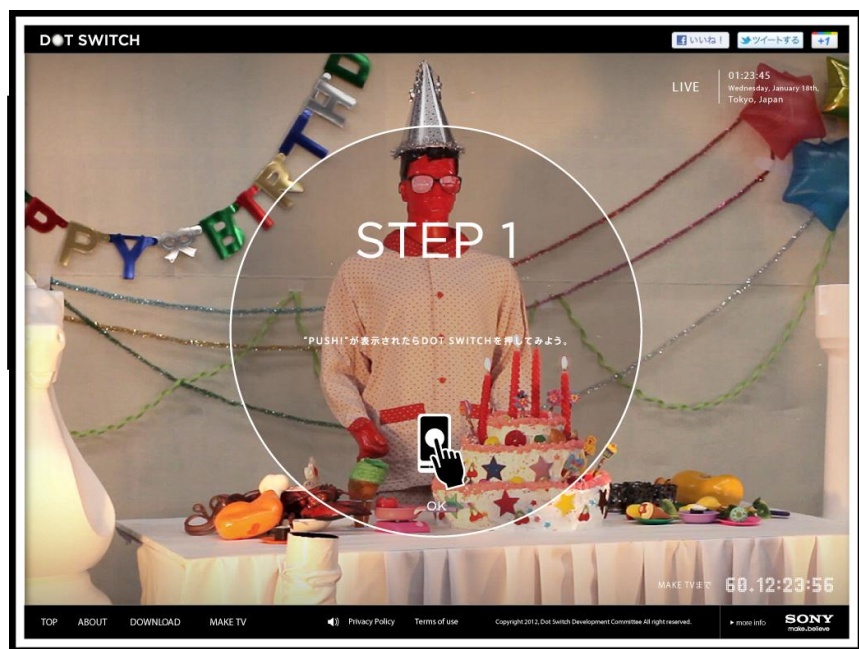 DOT SWITCH
いいね！
ツイートする
+1
LIVE
01:23:45
Wednesday, January 18th,
Tokyo, Japan
PPY BIRTHD
STEP 1
"PUSH!"が表示されたらDOT SWITCHを押してみよう。
OK
MAKE TVまで 60.12:23:56
TOP
ABOUT
DOWNLOAD
MAKE TV
Privacy Policy
Terms of use
Copyright 2012, Dot Switch Development Committee All right reserved.
more info
SONY
make.believe